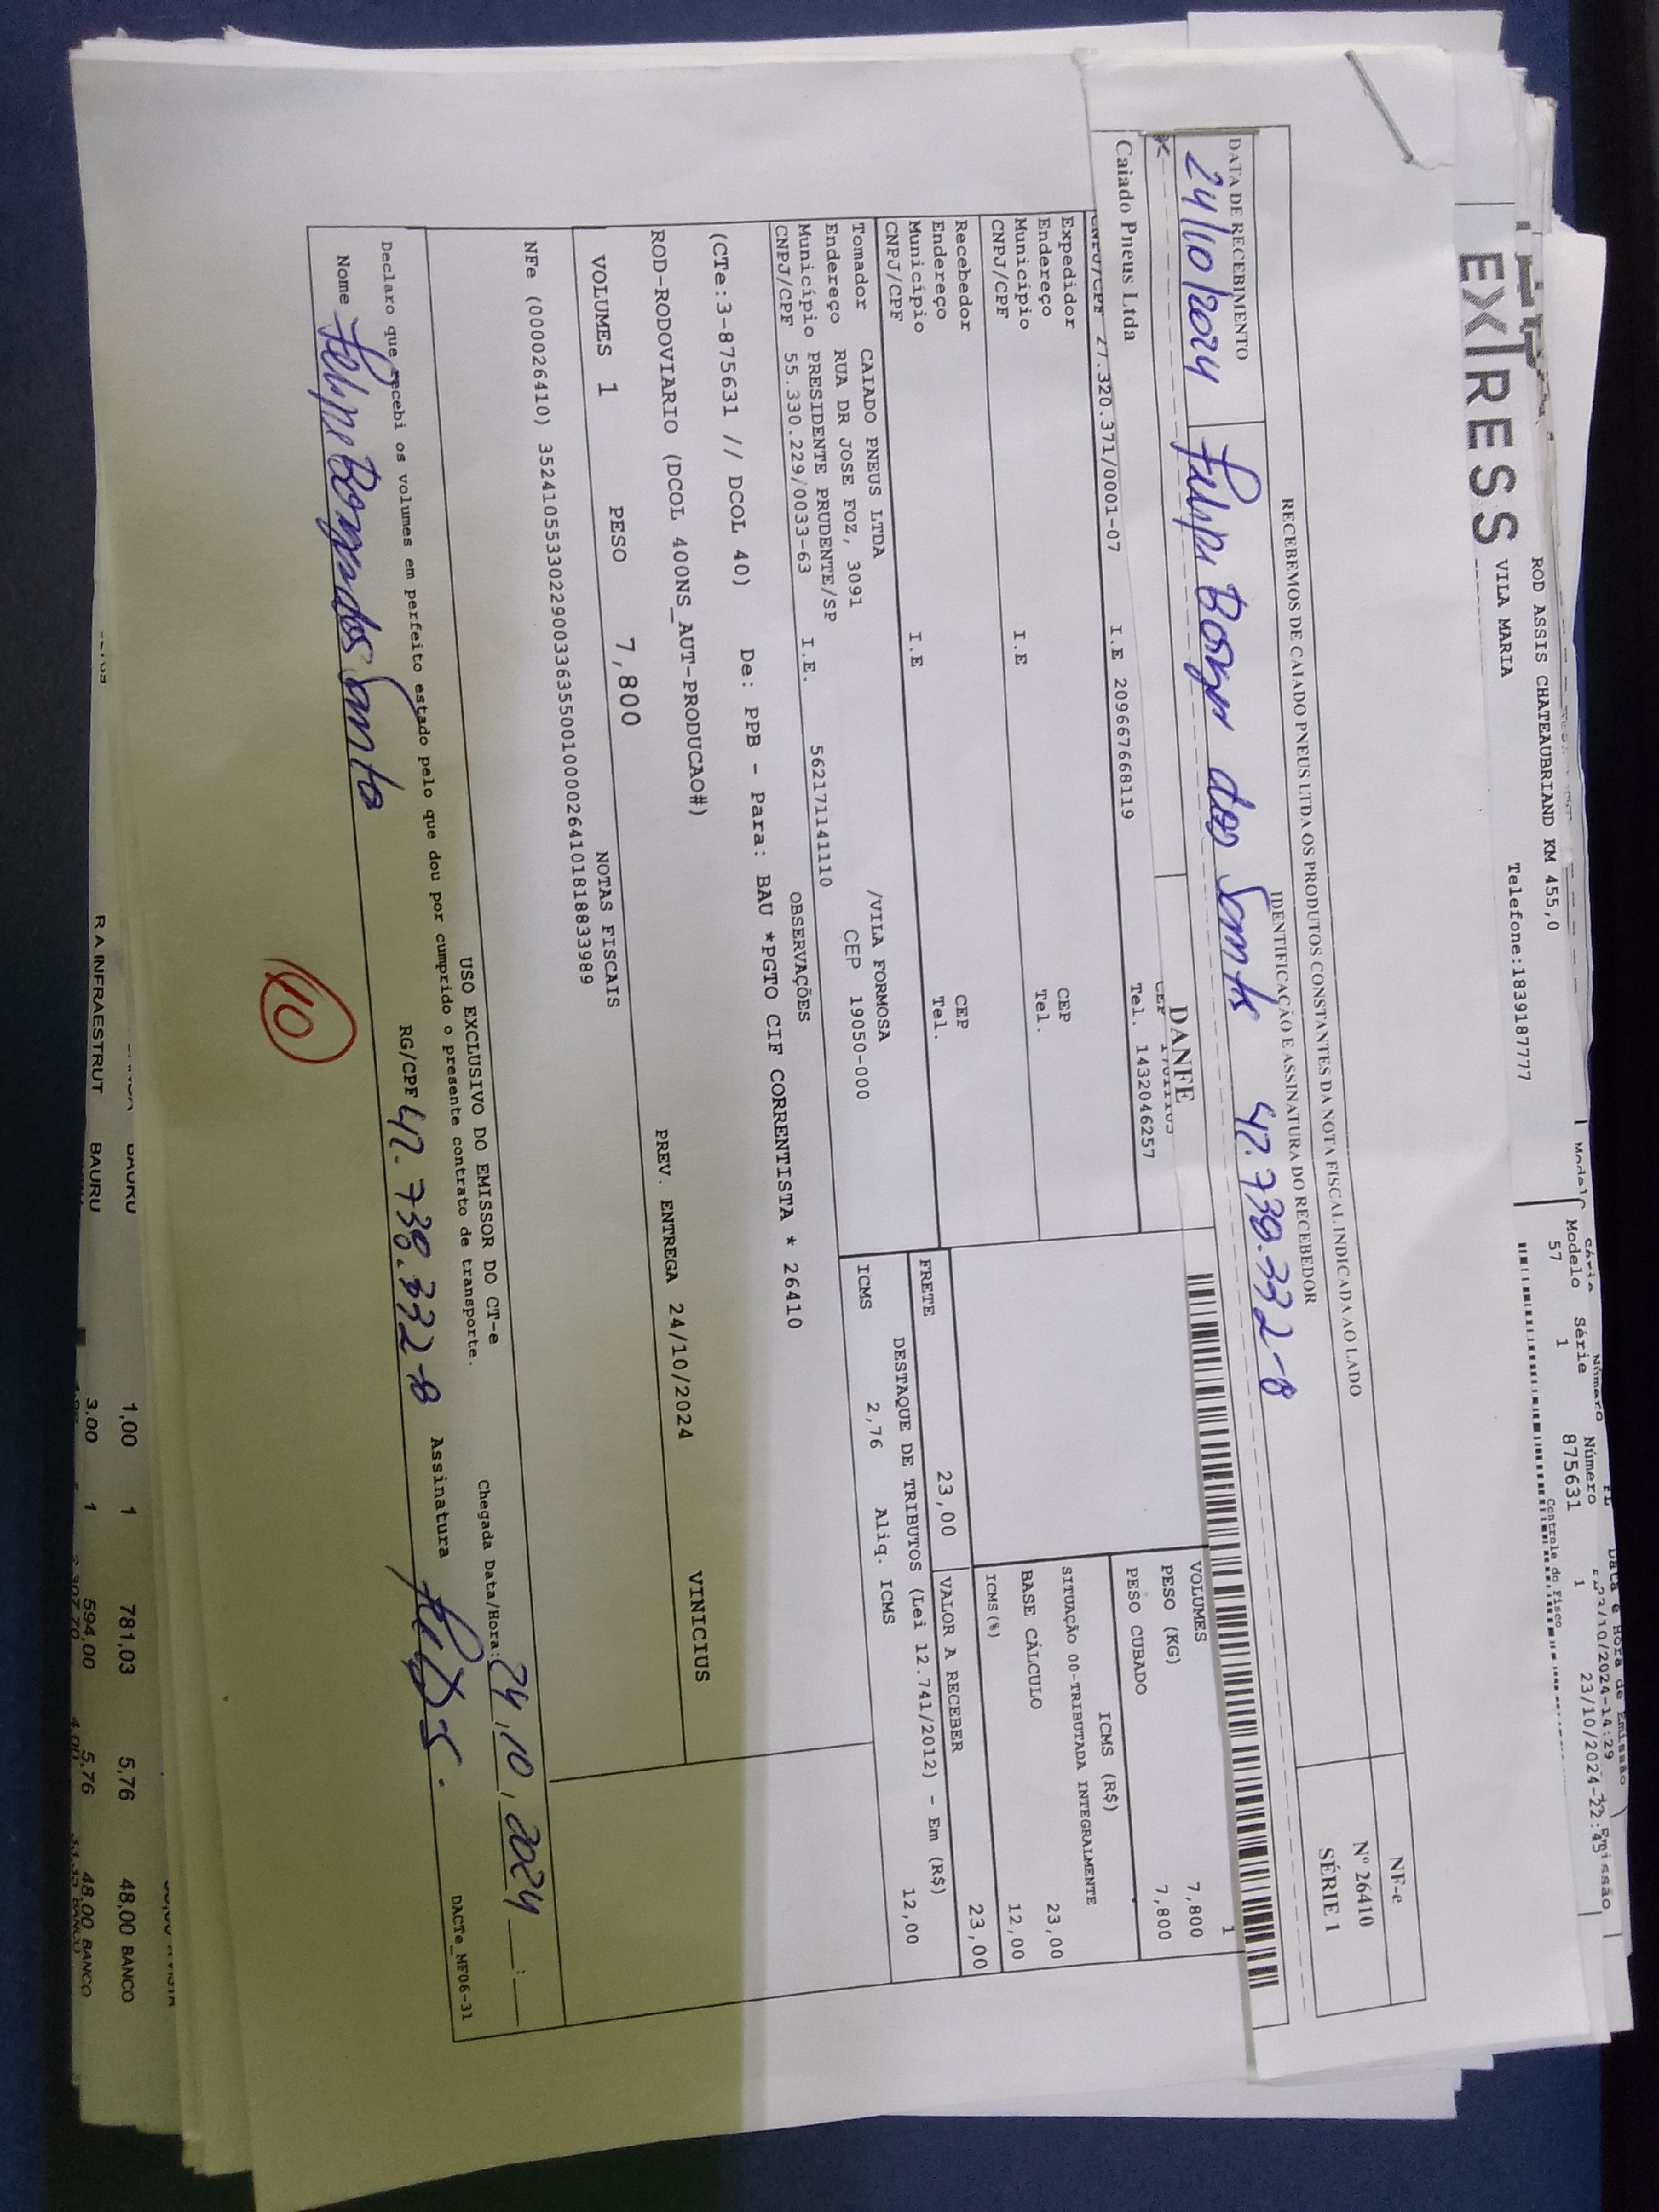 EXTRESS
ROD ASSIS CHATEAUBRIAND KM 455,0
VILA MARIA
Telefone:1839187777
Modelo Série Número
57 1 875631 1 23/10/2024-22:45
Controle do Fisco
RECEBEMOS DE CAIADO PNEUS LTDA OS PRODUTOS CONSTANTES DA NOTA FISCAL INDICADA AO LADO
NF-e
Nº 26410
SÉRIE 1
DATA DE RECEBIMENTO
IDENTIFICAÇÃO E ASSINATURA DO RECEBEDOR
24/10/2024 Felipe Borges dos Santos 47.738.332-8
Caiado Pneus Ltda
DANFE
CNPJ/CPF 27.320.371/0001-07 I.E 209667668119 Tel. 1432046257
Expedidor
Endereço CEP
Município I.E Tel.
CNPJ/CPF
Recebedor
Endereço CEP
Município I.E Tel.
CNPJ/CPF
Tomador CAIADO PNEUS LTDA
Endereço RUA DR JOSE FOZ, 3091 /VILA FORMOSA
Município PRESIDENTE PRUDENTE/SP CEP 19050-000
CNPJ/CPF 55.330.229/0033-63 I.E. 562171141110
VOLUMES 1
PESO (KG) 7,800
PESO CUBADO 7,800
ICMS (R$)
SITUAÇÃO 00-TRIBUTADA INTEGRALMENTE
BASE CÁLCULO 23,00
ICMS(%) 12,00
FRETE 23,00 VALOR A RECEBER 23,00
DESTAQUE DE TRIBUTOS (Lei 12.741/2012) - Em (R$)
ICMS 2,76 Aliq. ICMS 12,00
OBSERVAÇÕES
(CTe:3-875631 // DCOL 40) De: PPB - Para: BAU *PGTO CIF CORRENTISTA * 26410
ROD-RODOVIARIO (DCOL 400NS_AUT-PRODUCAO#)
PREV. ENTREGA 24/10/2024 VINICIUS
VOLUMES 1 PESO 7,800 NOTAS FISCAIS
NFe (000026410) 35241055330229003363550010000264101818833989
USO EXCLUSIVO DO EMISSOR DO CT-e
Declaro que recebi os volumes em perfeito estado pelo que dou por cumprido o presente contrato de transporte.
Chegada Data/Hora: 24,10,2024
Nome Felipe Borges dos Santos RG/CPF 47.738.332-8 Assinatura
DACTe_MF06-31
10
BAURU 1,00 1 781,03 5,76 48,00 BANCO
R A INFRAESTRUT BAURU 3,00 1 594,00 5,76 48,00 BANCO